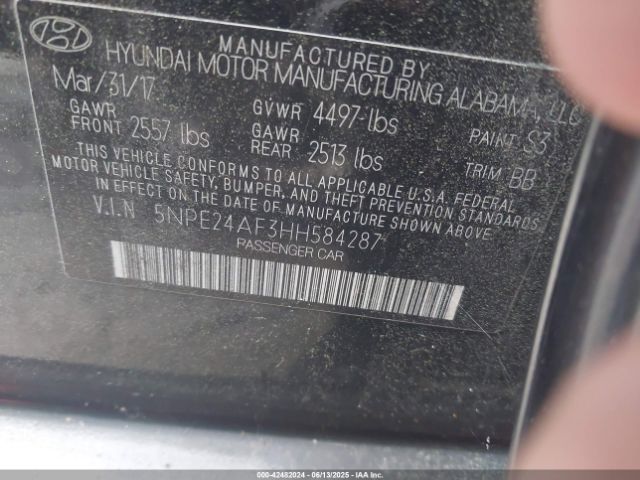 MANUFACTURED BY
HYUNDAI MOTOR MANUFACTURING ALABAMA, LLC
Mar/31/17
GVWR 4497 lbs
PAINT S3
GAWR FRONT 2557 lbs
GAWR REAR 2513 lbs
TRIM BB
THIS VEHICLE CONFORMS TO ALL APPLICABLE U.S.A. FEDERAL
MOTOR VEHICLE SAFETY, BUMPER, AND THEFT PREVENTION STANDARDS
IN EFFECT ON THE DATE OF MANUFACTURE SHOWN ABOVE.
V.I.N 5NPE24AF3HH584287
PASSENGER CAR
000-42482024 - 06/13/2025 - IAA, Inc.